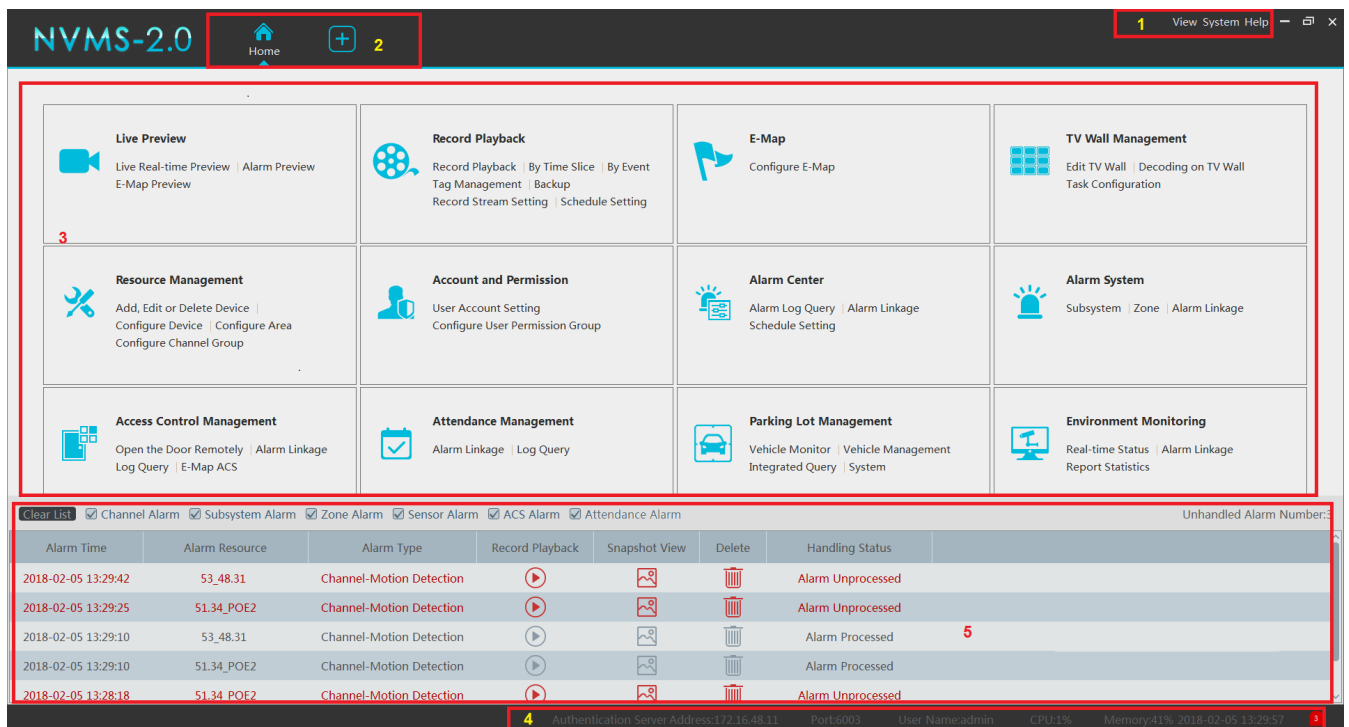 NVMS-2.0
Home
2
1
View System Help
Live Preview
Live Real-time Preview | Alarm Preview
E-Map Preview
Record Playback
Record Playback | By Time Slice | By Event
Tag Management | Backup
Record Stream Setting | Schedule Setting
E-Map
Configure E-Map
TV Wall Management
Edit TV Wall | Decoding on TV Wall
Task Configuration
3
Resource Management
Add, Edit or Delete Device |
Configure Device | Configure Area
Configure Channel Group
Account and Permission
User Account Setting
Configure User Permission Group
Alarm Center
Alarm Log Query | Alarm Linkage
Schedule Setting
Alarm System
Subsystem | Zone | Alarm Linkage
Access Control Management
Open the Door Remotely | Alarm Linkage
Log Query | E-Map ACS
Attendance Management
Alarm Linkage | Log Query
Parking Lot Management
Vehicle Monitor | Vehicle Management
Integrated Query | System
Environment Monitoring
Real-time Status | Alarm Linkage
Report Statistics
Clear List Channel Alarm Subsystem Alarm Zone Alarm Sensor Alarm ACS Alarm Attendance Alarm Unhandled Alarm Number:3
Alarm Time Alarm Resource Alarm Type Record Playback Snapshot View Delete Handling Status
2018-02-05 13:29:42 53_48.31 Channel-Motion Detection Alarm Unprocessed
2018-02-05 13:29:25 51.34_POE2 Channel-Motion Detection Alarm Unprocessed
2018-02-05 13:29:10 53_48.31 Channel-Motion Detection Alarm Processed 5
2018-02-05 13:29:10 51.34_POE2 Channel-Motion Detection Alarm Processed
2018-02-05 13:28:18 51.34_POE2 Channel-Motion Detection Alarm Unprocessed
4 Authentication Server Address:172.16.48.11 Port:6003 User Name:admin CPU:1% Memory:41% 2018-02-05 13:29:57 3